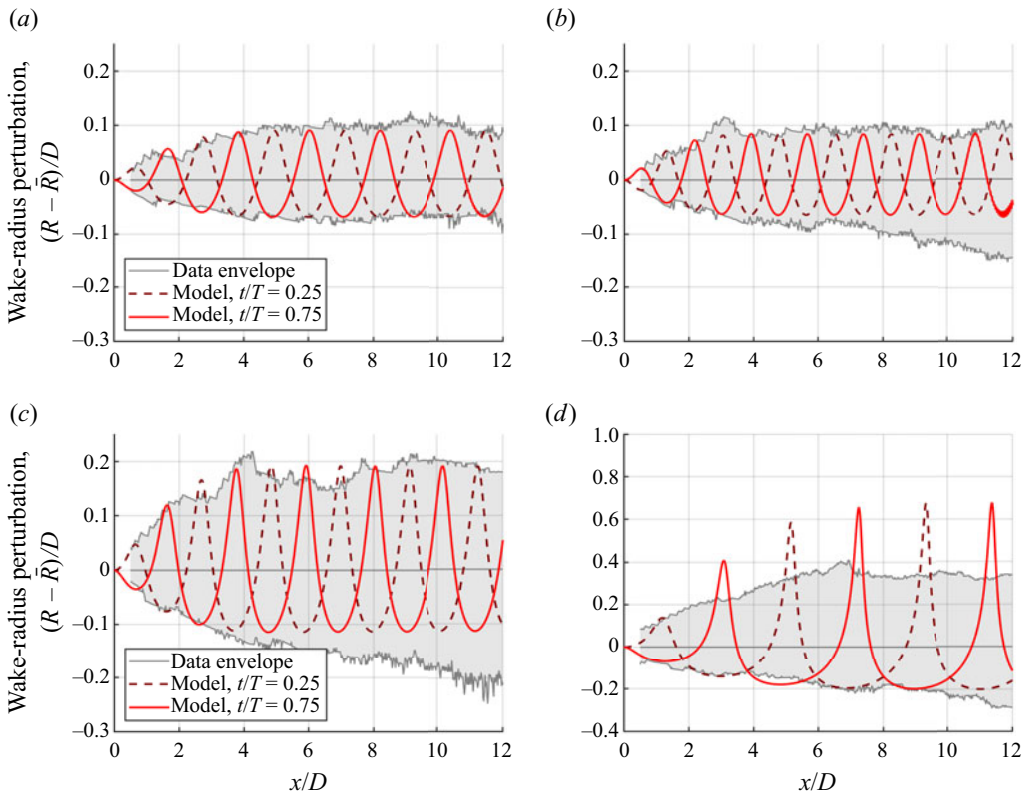 (a)
(b)
Wake-radius perturbation,
(R − R̄)/D
0.2
0.1
0
−0.1
−0.2
−0.3
0 2 4 6 8 10 12
Data envelope
Model, t/T = 0.25
Model, t/T = 0.75
0.2
0.1
0
−0.1
−0.2
−0.3
0 2 4 6 8 10 12
(c)
(d)
Wake-radius perturbation,
(R − R̄)/D
0.2
0.1
0
−0.1
−0.2
−0.3
0 2 4 6 8 10 12
Data envelope
Model, t/T = 0.25
Model, t/T = 0.75
x/D
1.0
0.8
0.6
0.4
0.2
0
−0.2
0.4
0 2 4 6 8 10 12
x/D